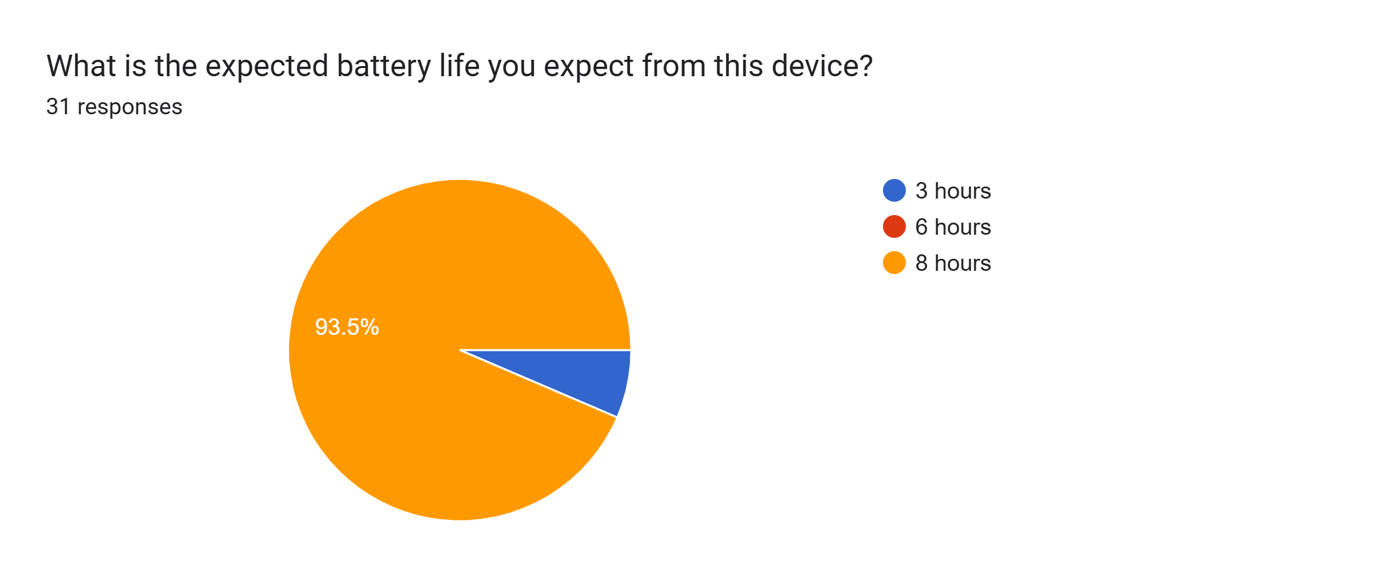 What is the expected battery life you expect from this device?
31 responses
3 hours
6 hours
8 hours
93.5%